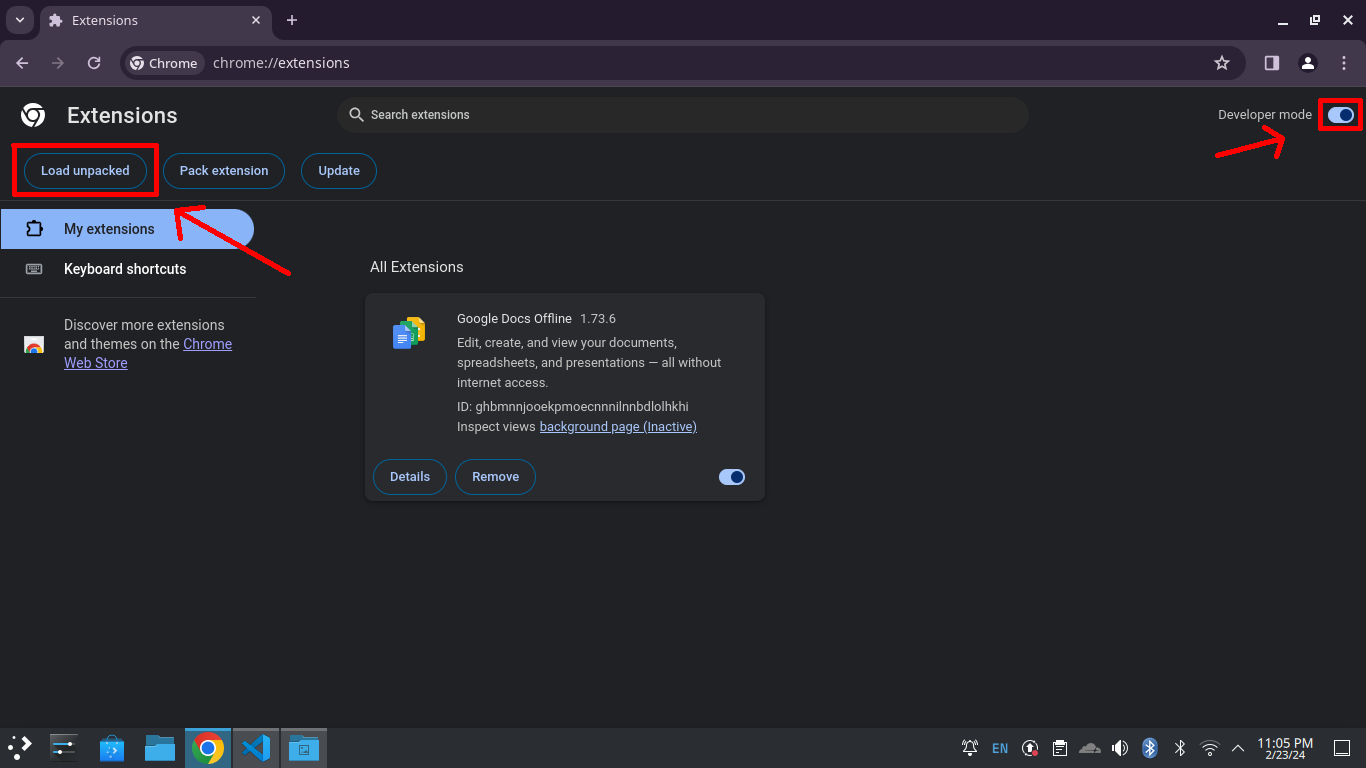 Extensions
Chrome
chrome://extensions
Extensions
Search extensions
Developer mode
Load unpacked
Pack extension
Update
My extensions
Keyboard shortcuts
Discover more extensions
and themes on the Chrome
Web Store
All Extensions
Google Docs Offline 1.73.6
Edit, create, and view your documents,
spreadsheets, and presentations — all without
internet access.
ID: ghbmnnjooekpmoecnnnilnnbdlolhkhi
Inspect views background page (Inactive)
Details
Remove
EN
11:05 PM
2/23/24